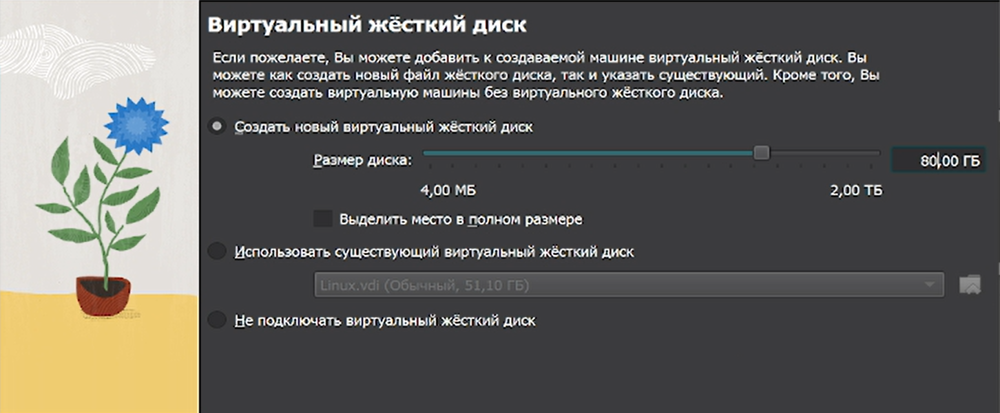 Виртуальный жёсткий диск
Если пожелаете, Вы можете добавить к создаваемой машине виртуальный жёсткий диск. Вы
можете как создать новый файл жёсткого диска, так и указать существующий. Кроме того, Вы
можете создать виртуальную машины без виртуального жёсткого диска.
Создать новый виртуальный жёсткий диск
Размер диска: 80,00 ГБ
4,00 МБ 2,00 ТБ
Выделить место в полном размере
Использовать существующий виртуальный жёсткий диск
Linux.vdi (Обычный, 51,10 ГБ)
Не подключать виртуальный жёсткий диск